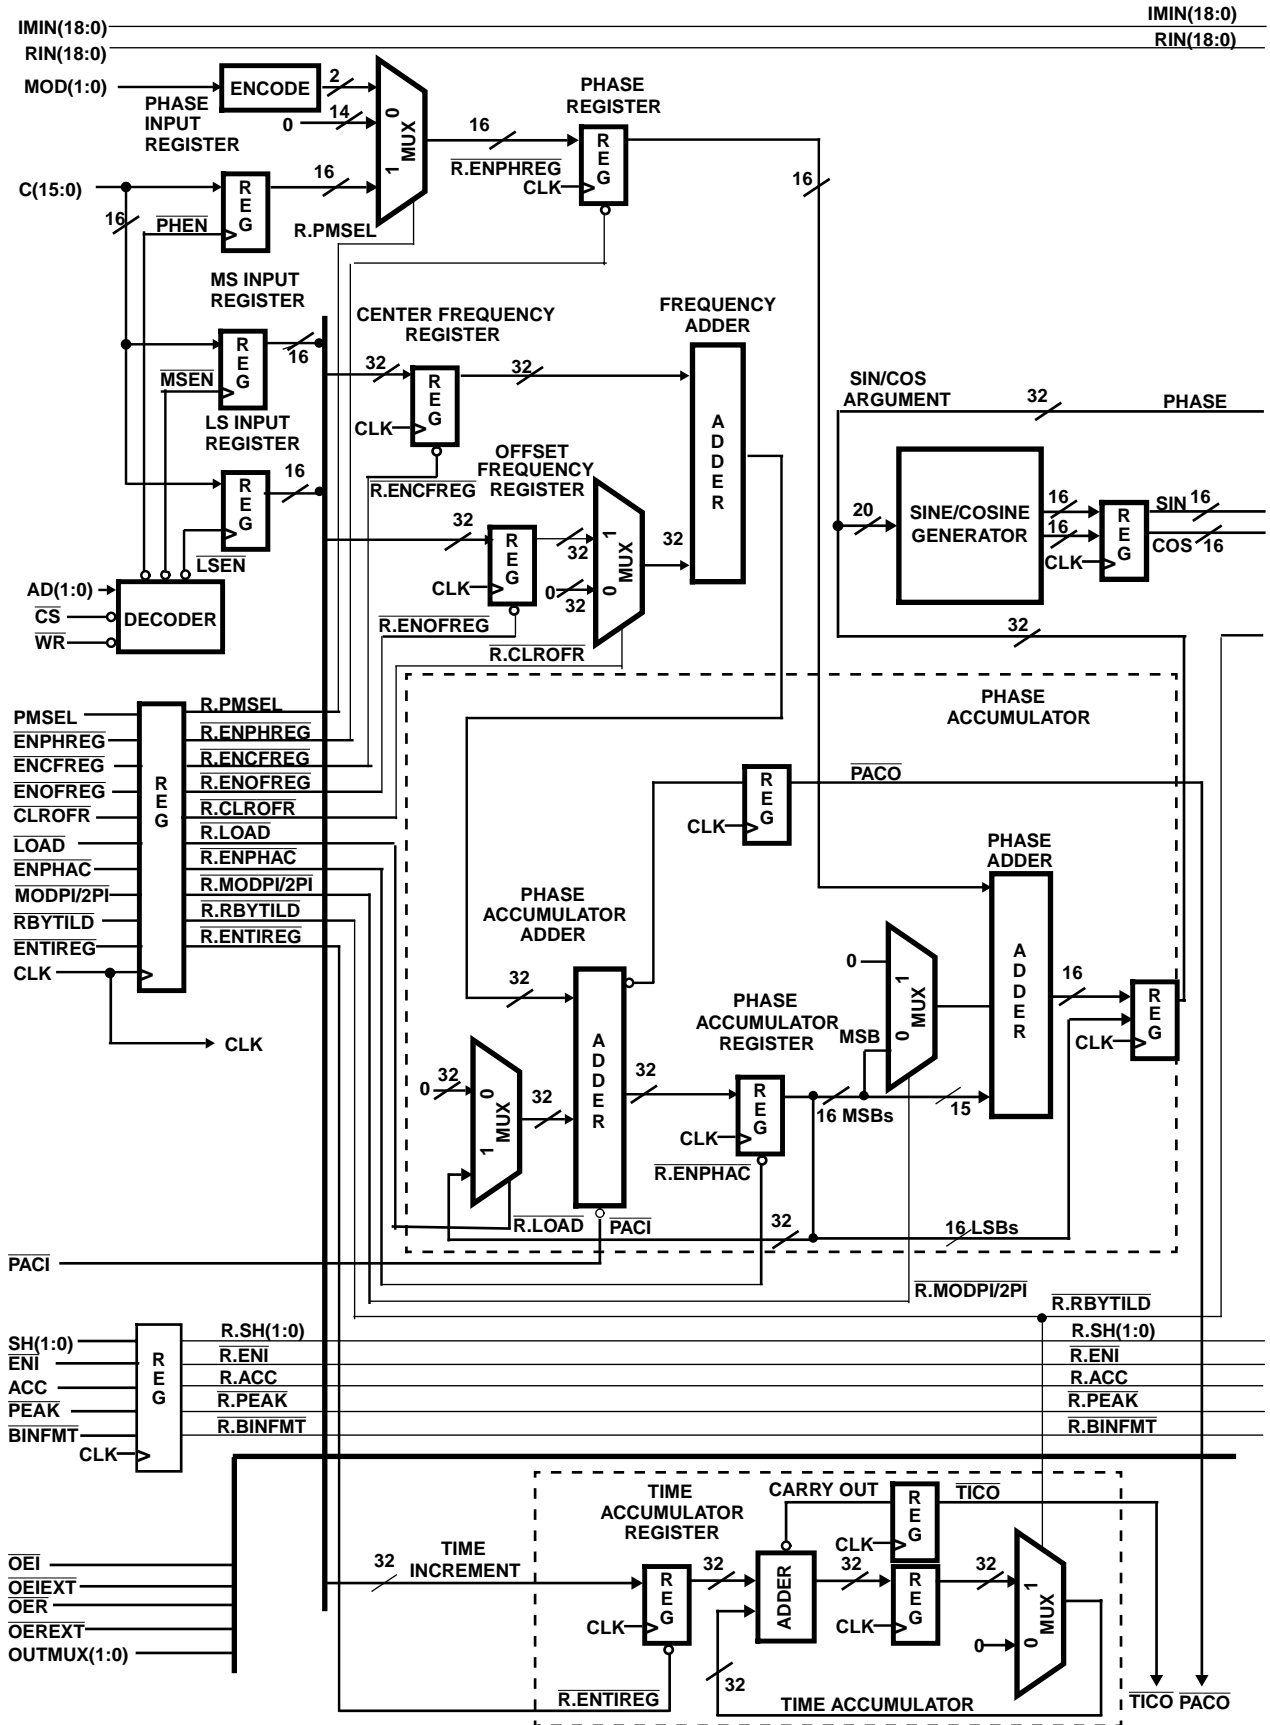 IMIN(18:0)
IMIN(18:0)
RIN(18:0)
RIN(18:0)
MOD(1:0)
ENCODE
2
PHASE
INPUT
REGISTER
0
14
0
MUX
1
16
PHASE
REGISTER
R.ENPHREG
CLK
REG
16
C(15:0)
16
PHEN
REG
16
R.PMSEL
MS INPUT
REGISTER
MSEN
REG
16
LS INPUT
REGISTER
LSEN
REG
16
CENTER FREQUENCY
REGISTER
32
CLK
REG
32
R.ENCFREG
FREQUENCY
ADDER
ADDER
OFFSET
FREQUENCY
REGISTER
32
CLK
REG
32
0
32
1
MUX
0
32
R.ENOFREG
R.CLROFR
SIN/COS
ARGUMENT
32
PHASE
20
SINE/COSINE
GENERATOR
16
16
CLK
REG
SIN
16
COS
16
32
AD(1:0)
CS
WR
DECODER
PMSEL
ENPHREG
ENCFREG
ENOFREG
CLROFR
LOAD
ENPHAC
MODPI/2PI
RBYTILD
ENTIREG
CLK
REG
R.PMSEL
R.ENPHREG
R.ENCFREG
R.ENOFREG
R.CLROFR
R.LOAD
R.ENPHAC
R.MODPI/2PI
R.RBYTILD
R.ENTIREG
CLK
PHASE
ACCUMULATOR
REG
CLK
PACO
PHASE
ACCUMULATOR
ADDER
32
ADDER
0
32
0
MUX
1
32
32
R.LOAD
PACI
PHASE
ACCUMULATOR
REGISTER
CLK
REG
R.ENPHAC
16 MSBs
MSB
0
1
MUX
0
15
PHASE
ADDER
ADDER
16
CLK
REG
32
16 LSBs
PACI
R.MODPI/2PI
R.RBYTILD
SH(1:0)
ENI
ACC
PEAK
BINFMT
CLK
REG
R.SH(1:0)
R.ENI
R.ACC
R.PEAK
R.BINFMT
R.SH(1:0)
R.ENI
R.ACC
R.PEAK
R.BINFMT
OEI
OEIEXT
OER
OEREXT
OUTMUX(1:0)
32
TIME
INCREMENT
TIME
ACCUMULATOR
REGISTER
CLK
REG
32
R.ENTIREG
CARRY OUT
ADDER
32
32
CLK
REG
TICO
CLK
REG
32
0
1
MUX
0
TIME ACCUMULATOR
TICO
PACO